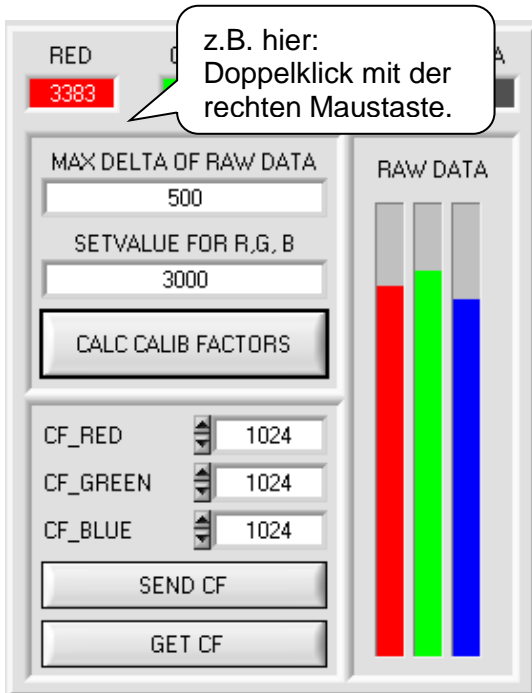 RED
z.B. hier:
Doppelklick mit der
rechten Maustaste.
3383
MAX DELTA OF RAW DATA
500
SETVALUE FOR R,G, B
3000
CALC CALIB FACTORS
RAW DATA
CF_RED 1024
CF_GREEN 1024
CF_BLUE 1024
SEND CF
GET CF